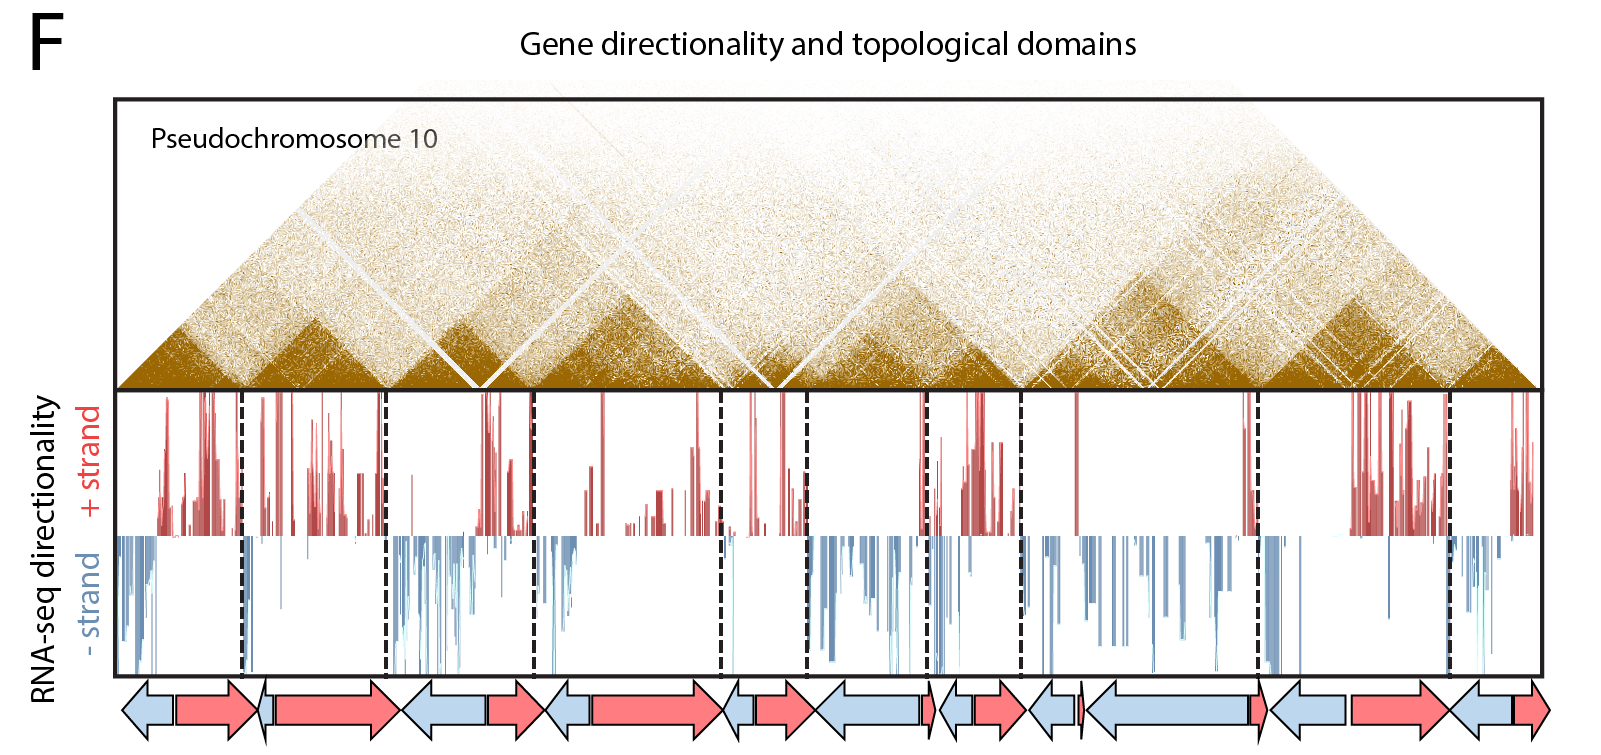 F
Gene directionality and topological domains
Pseudochromosome 10
RNA-seq directionality
+ strand
- strand